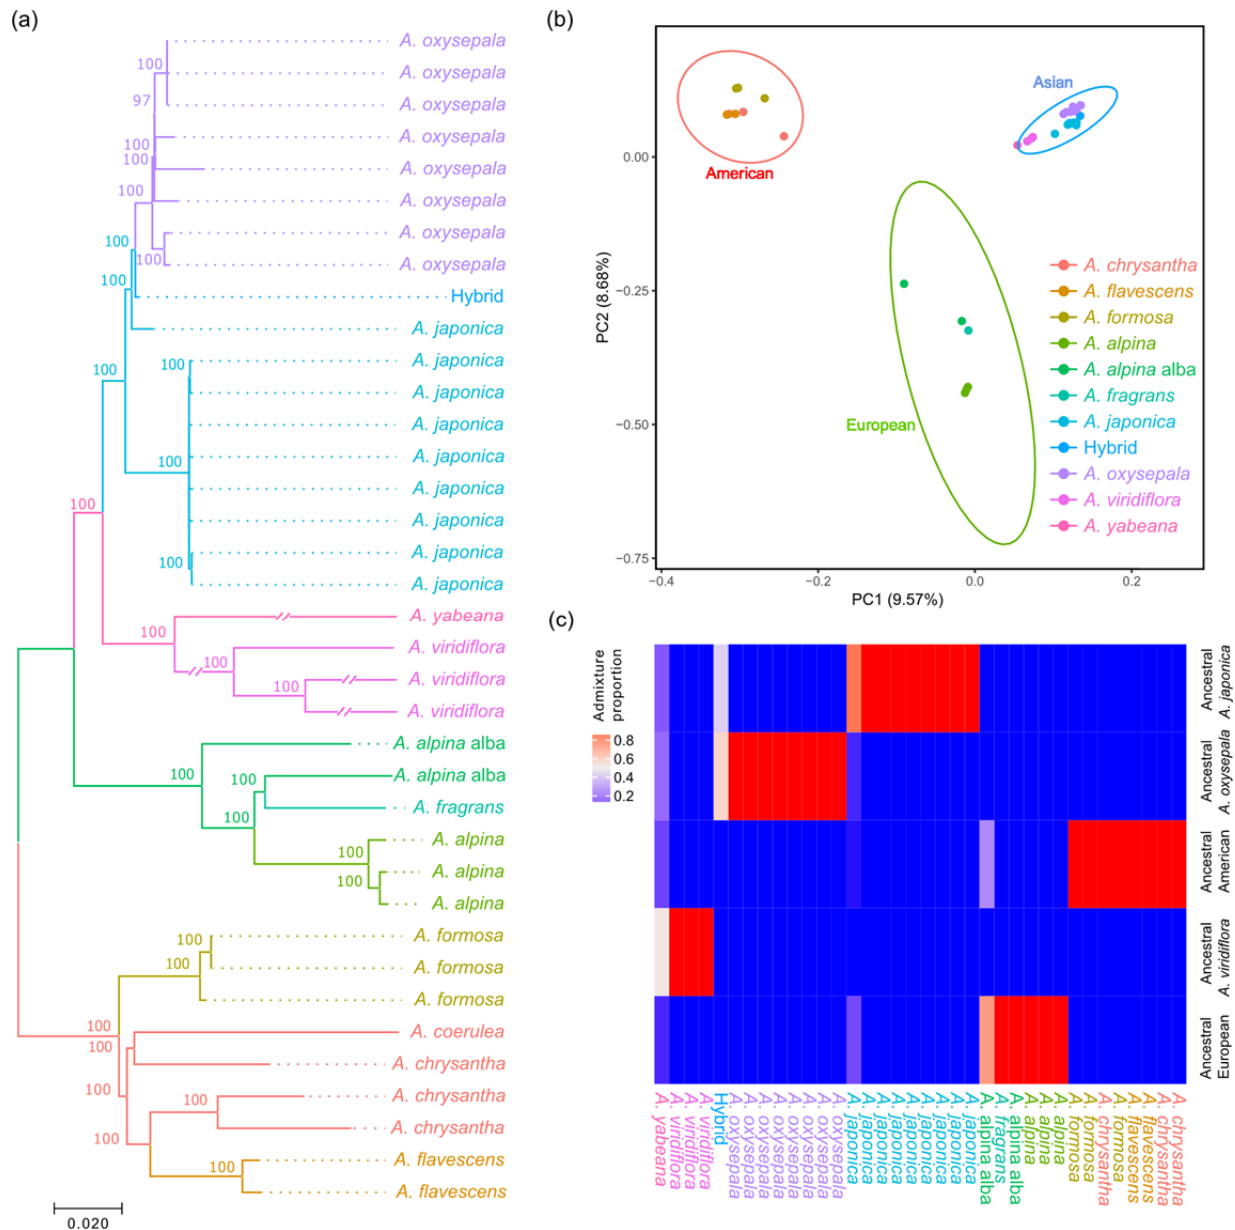 (a)
100
A. oxysepala
A. oxysepala
97
A. oxysepala
100
A. oxysepala
100
A. oxysepala
100
A. oxysepala
A. oxysepala
100
A. oxysepala
100
Hybrid
100
A. japonica
100
A. japonica
100
A. japonica
A. japonica
A. japonica
100
A. japonica
A. japonica
A. japonica
100
A. japonica
100
A. yabeana
100
A. viridiflora
100
A. viridiflora
100
A. viridiflora
A. alpina alba
100
A. alpina alba
100
A. fragrans
100
A. alpina
100
A. alpina
100
A. alpina
A. formosa
100
A. formosa
100
A. formosa
100
A. coerulea
100
A. chrysantha
100
A. chrysantha
100
A. chrysantha
100
A. flavescens
A. flavescens
0.020
(b)
Asian
American
European
0.00
−0.25
−0.50
−0.75
PC2 (8.68%)
−0.4
−0.2
0.0
0.2
PC1 (9.57%)
A. chrysantha
A. flavescens
A. formosa
A. alpina
A. alpina alba
A. fragrans
A. japonica
Hybrid
A. oxysepala
A. viridiflora
A. yabeana
(c)
Admixture
proportion
0.8
0.6
0.4
0.2
Ancestral
A. japonica
Ancestral
A. oxysepala
Ancestral
American
Ancestral
A. viridiflora
Ancestral
European
A. yabeana
A. viridiflora
A. viridiflora
A. viridiflora
Hybrid
A. oxysepala
A. oxysepala
A. oxysepala
A. oxysepala
A. oxysepala
A. oxysepala
A. oxysepala
A. oxysepala
A. japonica
A. japonica
A. japonica
A. japonica
A. japonica
A. japonica
A. japonica
A. japonica
A. japonica
A. alpina alba
A. fragrans
A. alpina alba
A. alpina
A. alpina
A. alpina
A. formosa
A. formosa
A. chrysantha
A. formosa
A. flavescens
A. flavescens
A. chrysantha
A. chrysantha